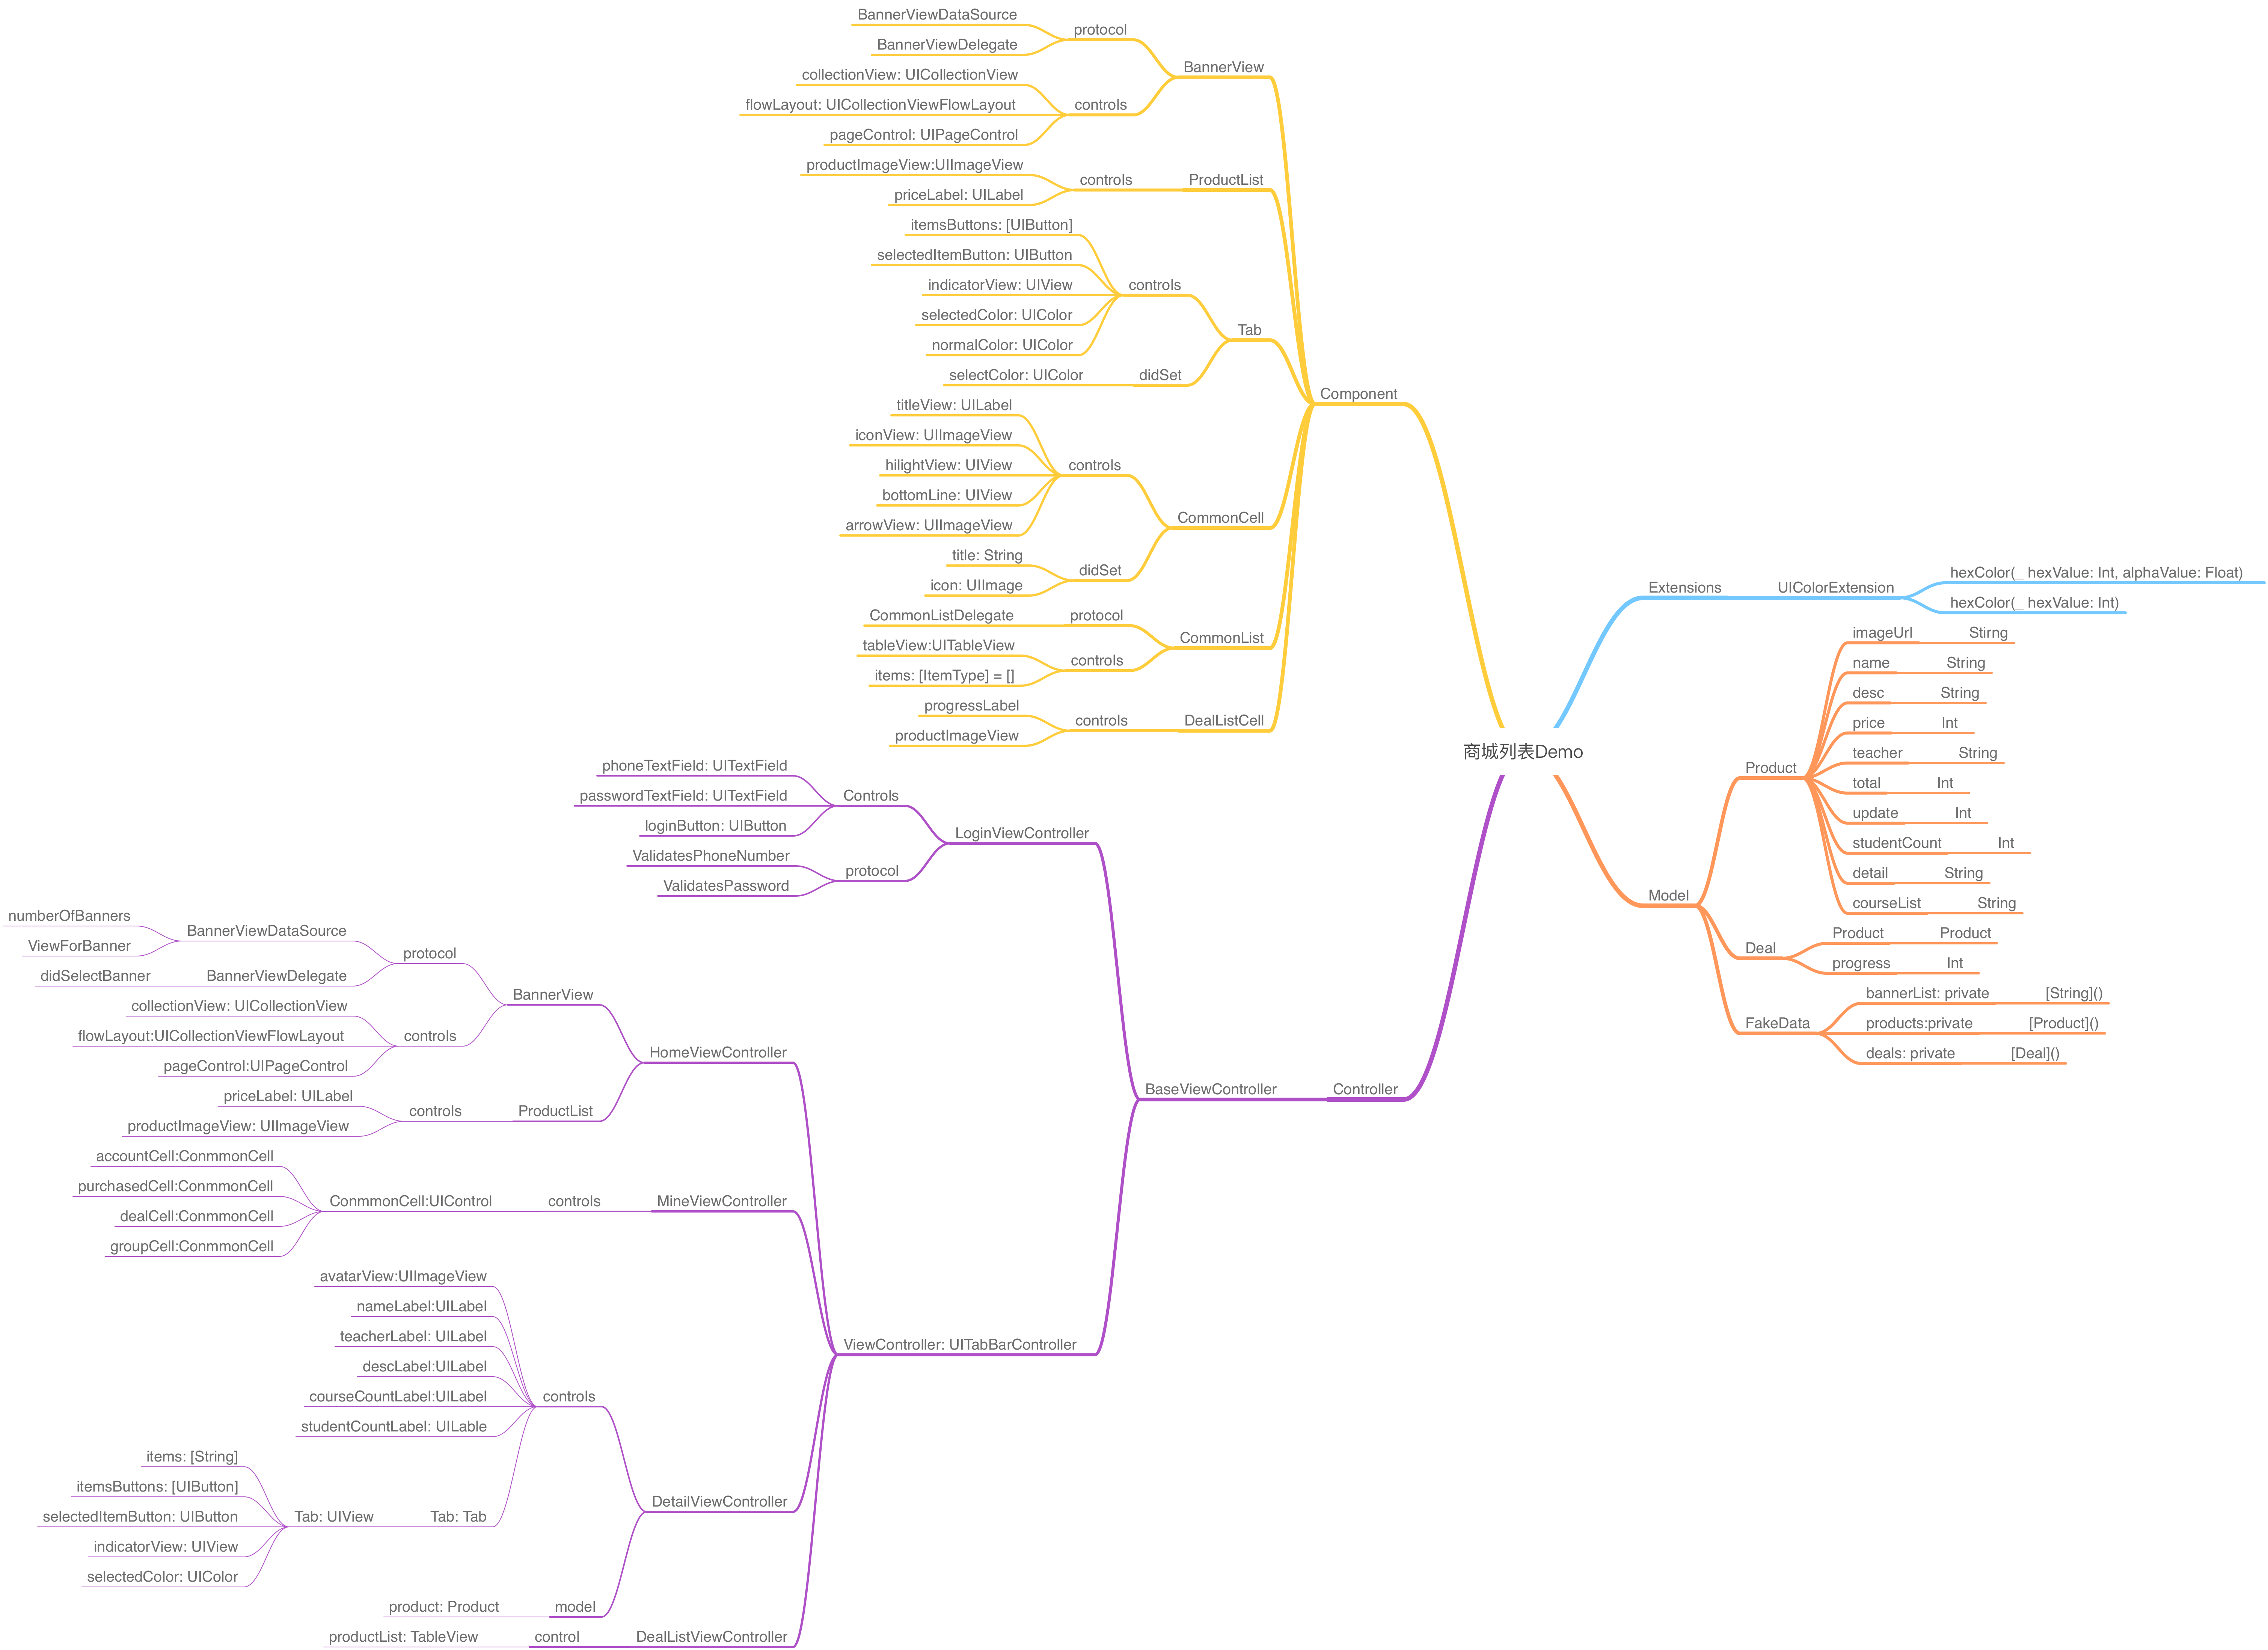 商城列表Demo
Component
BannerView
protocol
BannerViewDataSource
BannerViewDelegate
controls
collectionView: UICollectionView
flowLayout: UICollectionViewFlowLayout
pageControl: UIPageControl
ProductList
controls
productImageView:UIImageView
priceLabel: UILabel
Tab
controls
itemsButtons: [UIButton]
selectedItemButton: UIButton
indicatorView: UIView
selectedColor: UIColor
normalColor: UIColor
didSet
selectColor: UIColor
CommonCell
controls
titleView: UILabel
iconView: UIImageView
hilightView: UIView
bottomLine: UIView
arrowView: UIImageView
didSet
title: String
icon: UIImage
CommonList
protocol
CommonListDelegate
controls
tableView:UITableView
items: [ItemType] = []
DealListCell
controls
progressLabel
productImageView
Extensions
UIColorExtension
hexColor(_ hexValue: Int, alphaValue: Float)
hexColor(_ hexValue: Int)
Model
Product
imageUrl
Stirng
name
String
desc
String
price
Int
teacher
String
total
Int
update
Int
studentCount
Int
detail
String
courseList
String
Deal
Product
Product
progress
Int
FakeData
bannerList: private
[String]()
products:private
[Product]()
deals: private
[Deal]()
Controller
BaseViewController
LoginViewController
Controls
phoneTextField: UITextField
passwordTextField: UITextField
loginButton: UIButton
protocol
ValidatesPhoneNumber
ValidatesPassword
ViewController: UITabBarController
HomeViewController
BannerView
protocol
BannerViewDataSource
numberOfBanners
ViewForBanner
BannerViewDelegate
didSelectBanner
controls
collectionView: UICollectionView
flowLayout:UICollectionViewFlowLayout
pageControl:UIPageControl
ProductList
controls
priceLabel: UILabel
productImageView: UIImageView
MineViewController
controls
ConmmonCell:UIControl
accountCell:ConmmonCell
purchasedCell:ConmmonCell
dealCell:ConmmonCell
groupCell:ConmmonCell
DetailViewController
controls
avatarView:UIImageView
nameLabel:UILabel
teacherLabel: UILabel
descLabel:UILabel
courseCountLabel:UILabel
studentCountLabel: UILable
Tab: Tab
Tab: UIView
items: [String]
itemsButtons: [UIButton]
selectedItemButton: UIButton
indicatorView: UIView
selectedColor: UIColor
model
product: Product
DealListViewController
control
productList: TableView